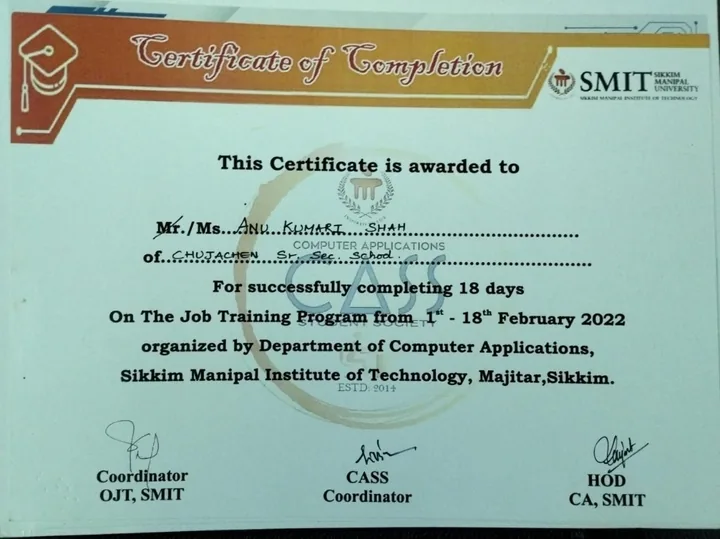 Certificate of Completion
SMIT SIKKIM MANIPAL UNIVERSITY
SIKKIM MANIPAL INSTITUTE OF TECHNOLOGY
This Certificate is awarded to
Mr./Ms. ANU KUMARI SHAH
COMPUTER APPLICATIONS
of CHUJACHEN Sr. Sec. School.
For successfully completing 18 days
CASS
On The Job Training Program from 1st - 18th February 2022
STUDENT SOCIETY
organized by Department of Computer Applications,
Sikkim Manipal Institute of Technology, Majitar,Sikkim.
ESTD: 2014
Coordinator
OJT, SMIT
CASS
Coordinator
HOD
CA, SMIT